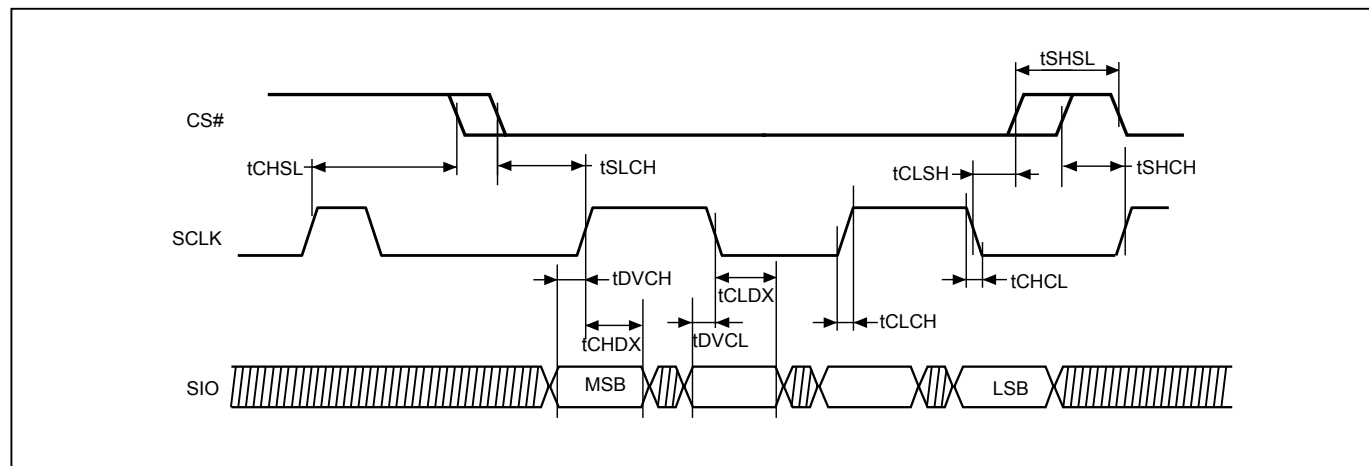 tSHSL
CS#
tCHSL
tSLCH
tCLSH
tSHCH
SCLK
tDVCH
tCLDX
tCHCL
tCHDX
tDVCL
tCLCH
SIO
MSB
LSB